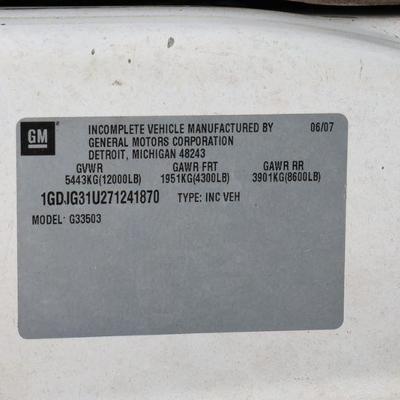 GM
INCOMPLETE VEHICLE MANUFACTURED BY 06/07
GENERAL MOTORS CORPORATION
DETROIT, MICHIGAN 48243
GVWR GAWR FRT GAWR RR
5443KG(12000LB) 1951KG(4300LB) 3901KG(8600LB)
1GDJG31U271241870 TYPE: INC VEH
MODEL: G33503